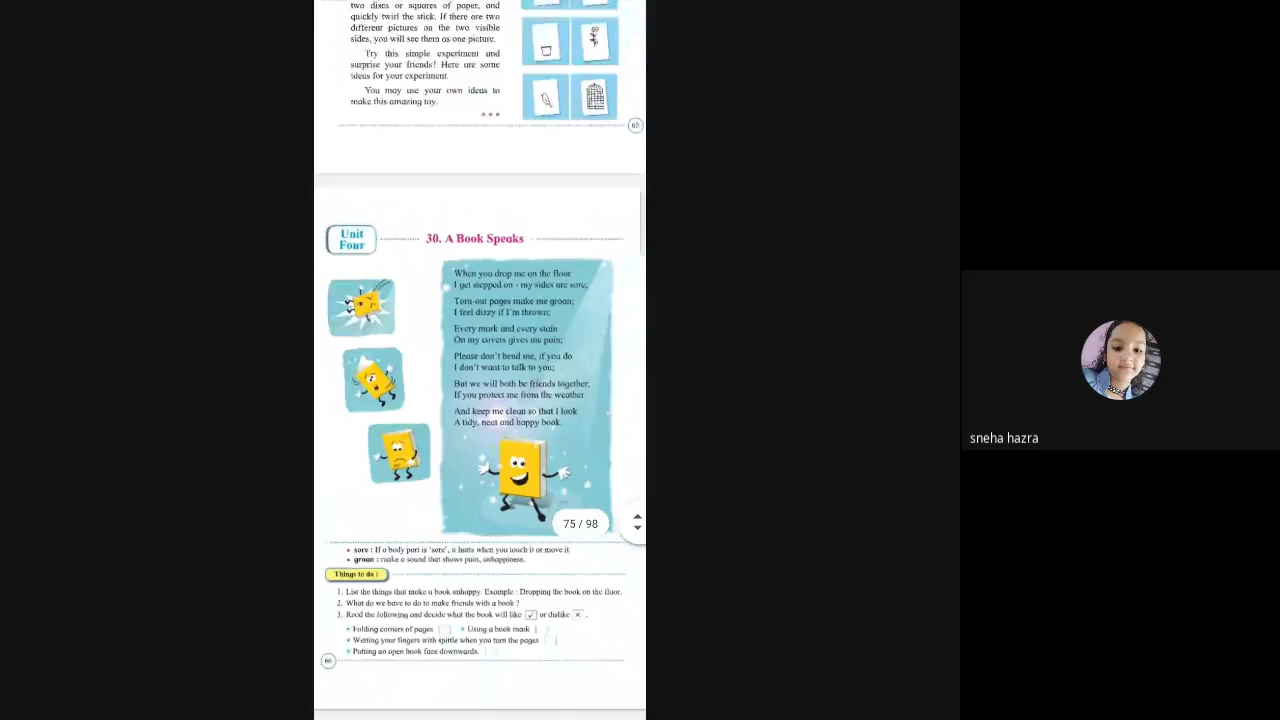 two discs or squares of paper, and
quickly twirl the stick. If there are two
different pictures on the two visible
sides, you will see them as one picture.
Try this simple experiment and
surprise your friends! Here are some
ideas for your experiment.
You may use your own ideas to
make this amazing toy.
65
Unit
Four
30. A Book Speaks
When you drop me on the floor
I get stepped on - my sides are sore;
Torn-out pages make me groan;
I feel dizzy if I'm thrown;
Every mark and every stain
On my covers gives me pain;
Please don't bend me, if you do
I don't want to talk to you;
But we will both be friends together,
If you protect me from the weather
And keep me clean so that I look
A tidy, neat and happy book.
75 / 98
• sore : If a body part is 'sore', it hurts when you touch it or move it.
• groan : make a sound that shows pain, unhappiness.
Things to do :
1. List the things that make a book unhappy. Example : Dropping the book on the floor.
2. What do we have to do to make friends with a book ?
3. Read the following and decide what the book will like ✓ or dislike × .
• Folding corners of pages • Using a book mark
• Wetting your fingers with spittle when you turn the pages
• Putting an open book face downwards.
66
sneha hazra